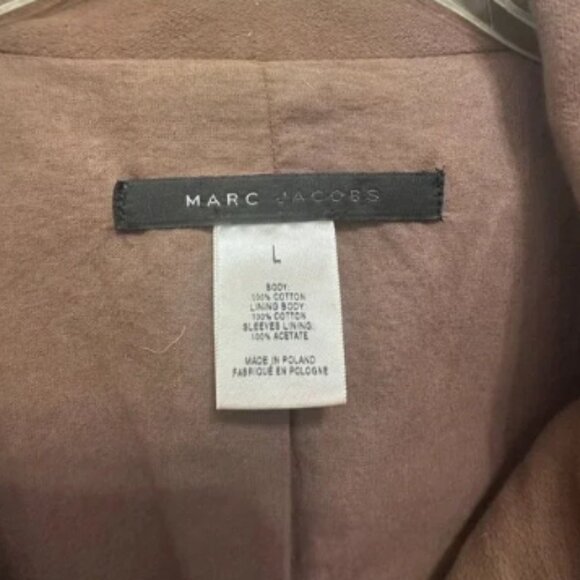 MARC JACOBS
L
BODY:
100% COTTON
LINING BODY:
100% COTTON
SLEEVES LINING:
100% ACETATE
MADE IN POLAND
FABRIQUÉ EN POLOGNE